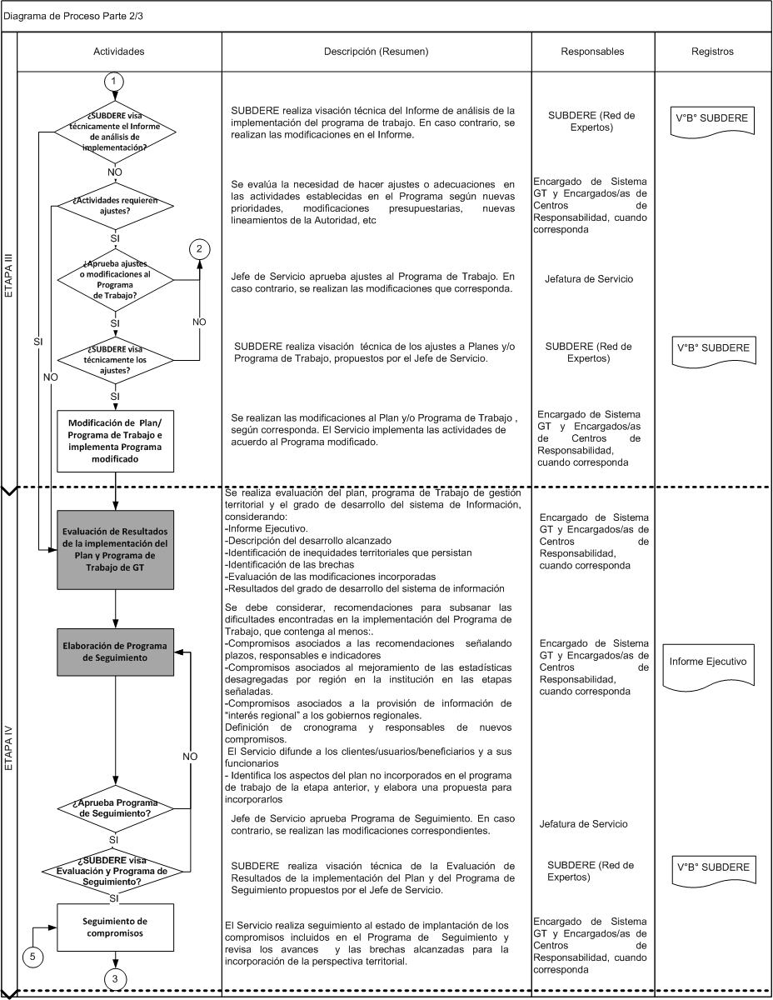 Diagrama de Proceso Parte 2/3
Actividades
Descripción (Resumen)
Responsables
Registros
ETAPA III
1
¿SUBDERE visa
técnicamente el Informe
de análisis de
implementación?
SUBDERE realiza visación técnica del Informe de análisis de la
implementación del programa de trabajo. En caso contrario, se
realizan las modificaciones en el Informe.
SUBDERE (Red de
Expertos)
V°B° SUBDERE
NO
¿Actividades requieren
ajustes?
Se evalúa la necesidad de hacer ajustes o adecuaciones en
las actividades establecidas en el Programa según nuevas
prioridades, modificaciones presupuestarias, nuevas
lineamientos de la Autoridad, etc
Encargado de Sistema
GT y Encargados/as de
Centros de
Responsabilidad, cuando
corresponda
SI
2
¿Aprueba ajustes
o modificaciones al
Programa
de Trabajo?
Jefe de Servicio aprueba ajustes al Programa de Trabajo. En
caso contrario, se realizan las modificaciones que corresponda.
Jefatura de Servicio
SI
NO
SI
NO
¿SUBDERE visa
técnicamente los
ajustes?
SUBDERE realiza visación técnica de los ajustes a Planes y/o
Programa de Trabajo, propuestos por el Jefe de Servicio.
SUBDERE (Red de
Expertos)
V°B° SUBDERE
SI
Modificación de Plan/
Programa de Trabajo e
implementa Programa
modificado
Se realizan las modificaciones al Plan y/o Programa de Trabajo ,
según corresponda. El Servicio implementa las actividades de
acuerdo al Programa modificado.
Encargado de Sistema
GT y Encargados/as
de Centros de
Responsabilidad,
cuando corresponda
ETAPA IV
Evaluación de Resultados
de la implementación del
Plan y Programa de
Trabajo de GT
Se realiza evaluación del plan, programa de Trabajo de gestión
territorial y el grado de desarrollo del sistema de Información,
considerando:
-Informe Ejecutivo.
-Descripción del desarrollo alcanzado
-Identificación de inequidades territoriales que persistan
-Identificación de las brechas
-Evaluación de las modificaciones incorporadas
-Resultados del grado de desarrollo del sistema de información
Encargado de Sistema
GT y Encargados/as de
Centros de
Responsabilidad,
cuando corresponda
Elaboración de Programa
de Seguimiento
Se debe considerar, recomendaciones para subsanar las
dificultades encontradas en la implementación del Programa de
Trabajo, que contenga al menos:.
-Compromisos asociados a las recomendaciones señalando
plazos, responsables e indicadores
-Compromisos asociados al mejoramiento de las estadísticas
desagregadas por región en la institución en las etapas
señaladas.
-Compromisos asociados a la provisión de información de
“interés regional” a los gobiernos regionales.
Definición de cronograma y responsables de nuevos
compromisos.
El Servicio difunde a los clientes/usuarios/beneficiarios y a sus
funcionarios
- Identifica los aspectos del plan no incorporados en el programa
de trabajo de la etapa anterior, y elabora una propuesta para
incorporarlos
Encargado de Sistema
GT y Encargados/as de
Centros de
Responsabilidad,
cuando corresponda
Informe Ejecutivo
NO
¿Aprueba Programa
de Seguimiento?
Jefe de Servicio aprueba Programa de Seguimiento. En caso
contrario, se realizan las modificaciones correspondientes.
Jefatura de Servicio
SI
¿SUBDERE visa
Evaluación y Programa de
Seguimiento?
SUBDERE realiza visación técnica de la Evaluación de
Resultados de la implementación del Plan y del Programa de
Seguimiento propuestos por el Jefe de Servicio.
SUBDERE (Red de
Expertos)
V°B° SUBDERE
SI
Seguimiento de
compromisos
El Servicio realiza seguimiento al estado de implantación de los
compromisos incluidos en el Programa de Seguimiento y
revisa los avances y las brechas alcanzadas para la
incorporación de la perspectiva territorial.
Encargado de Sistema
GT y Encargados/as de
Centros de
Responsabilidad, cuando
corresponda
5
3